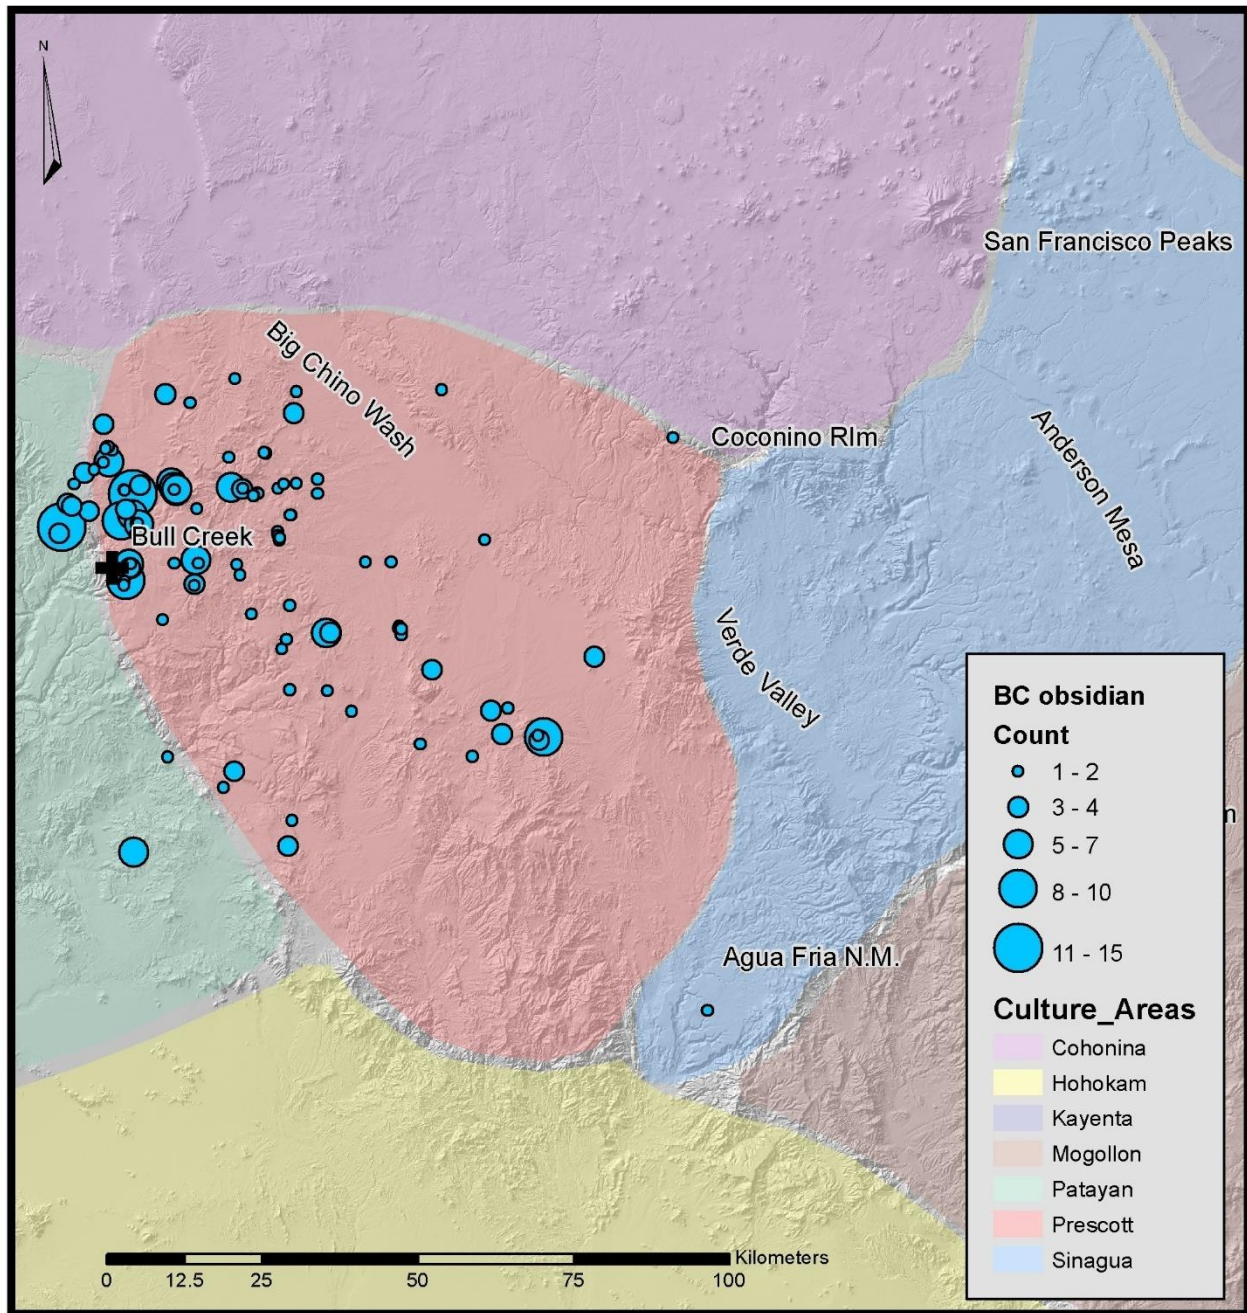 N
San Francisco Peaks
Big Chino Wash
Coconino RIm
Anderson Mesa
Bull Creek
Verde Valley
BC obsidian
Count
1 - 2
3 - 4
5 - 7
8 - 10
11 - 15
Agua Fria N.M.
Culture_Areas
Cohonina
Hohokam
Kayenta
Mogollon
Patayan
Prescott
Sinagua
Kilometers
0 12.5 25 50 75 100